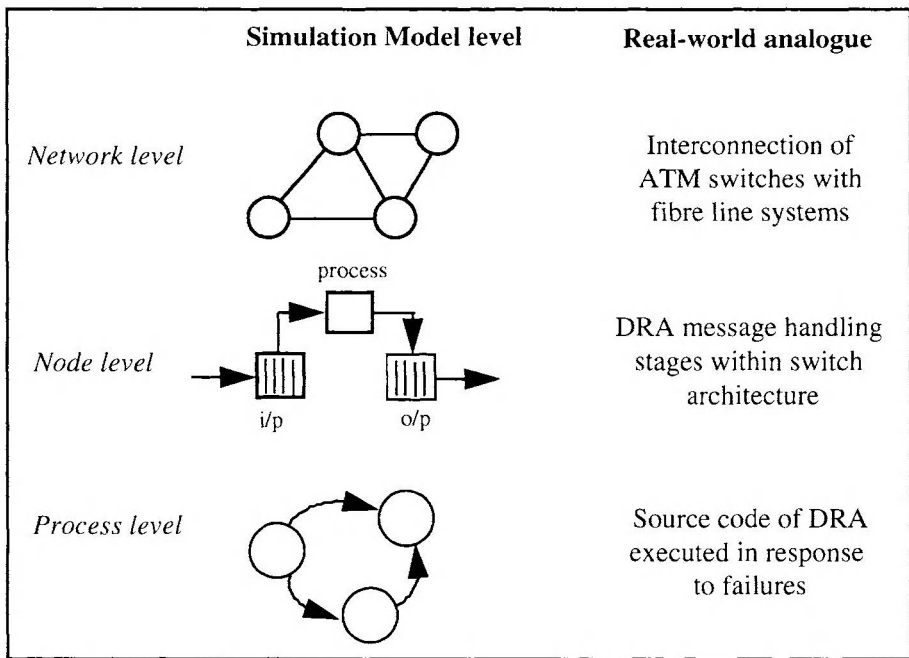 Simulation Model level
Real-world analogue
Network level
Interconnection of
ATM switches with
fibre line systems
process
Node level
i/p
o/p
DRA message handling
stages within switch
architecture
Process level
Source code of DRA
executed in response
to failures